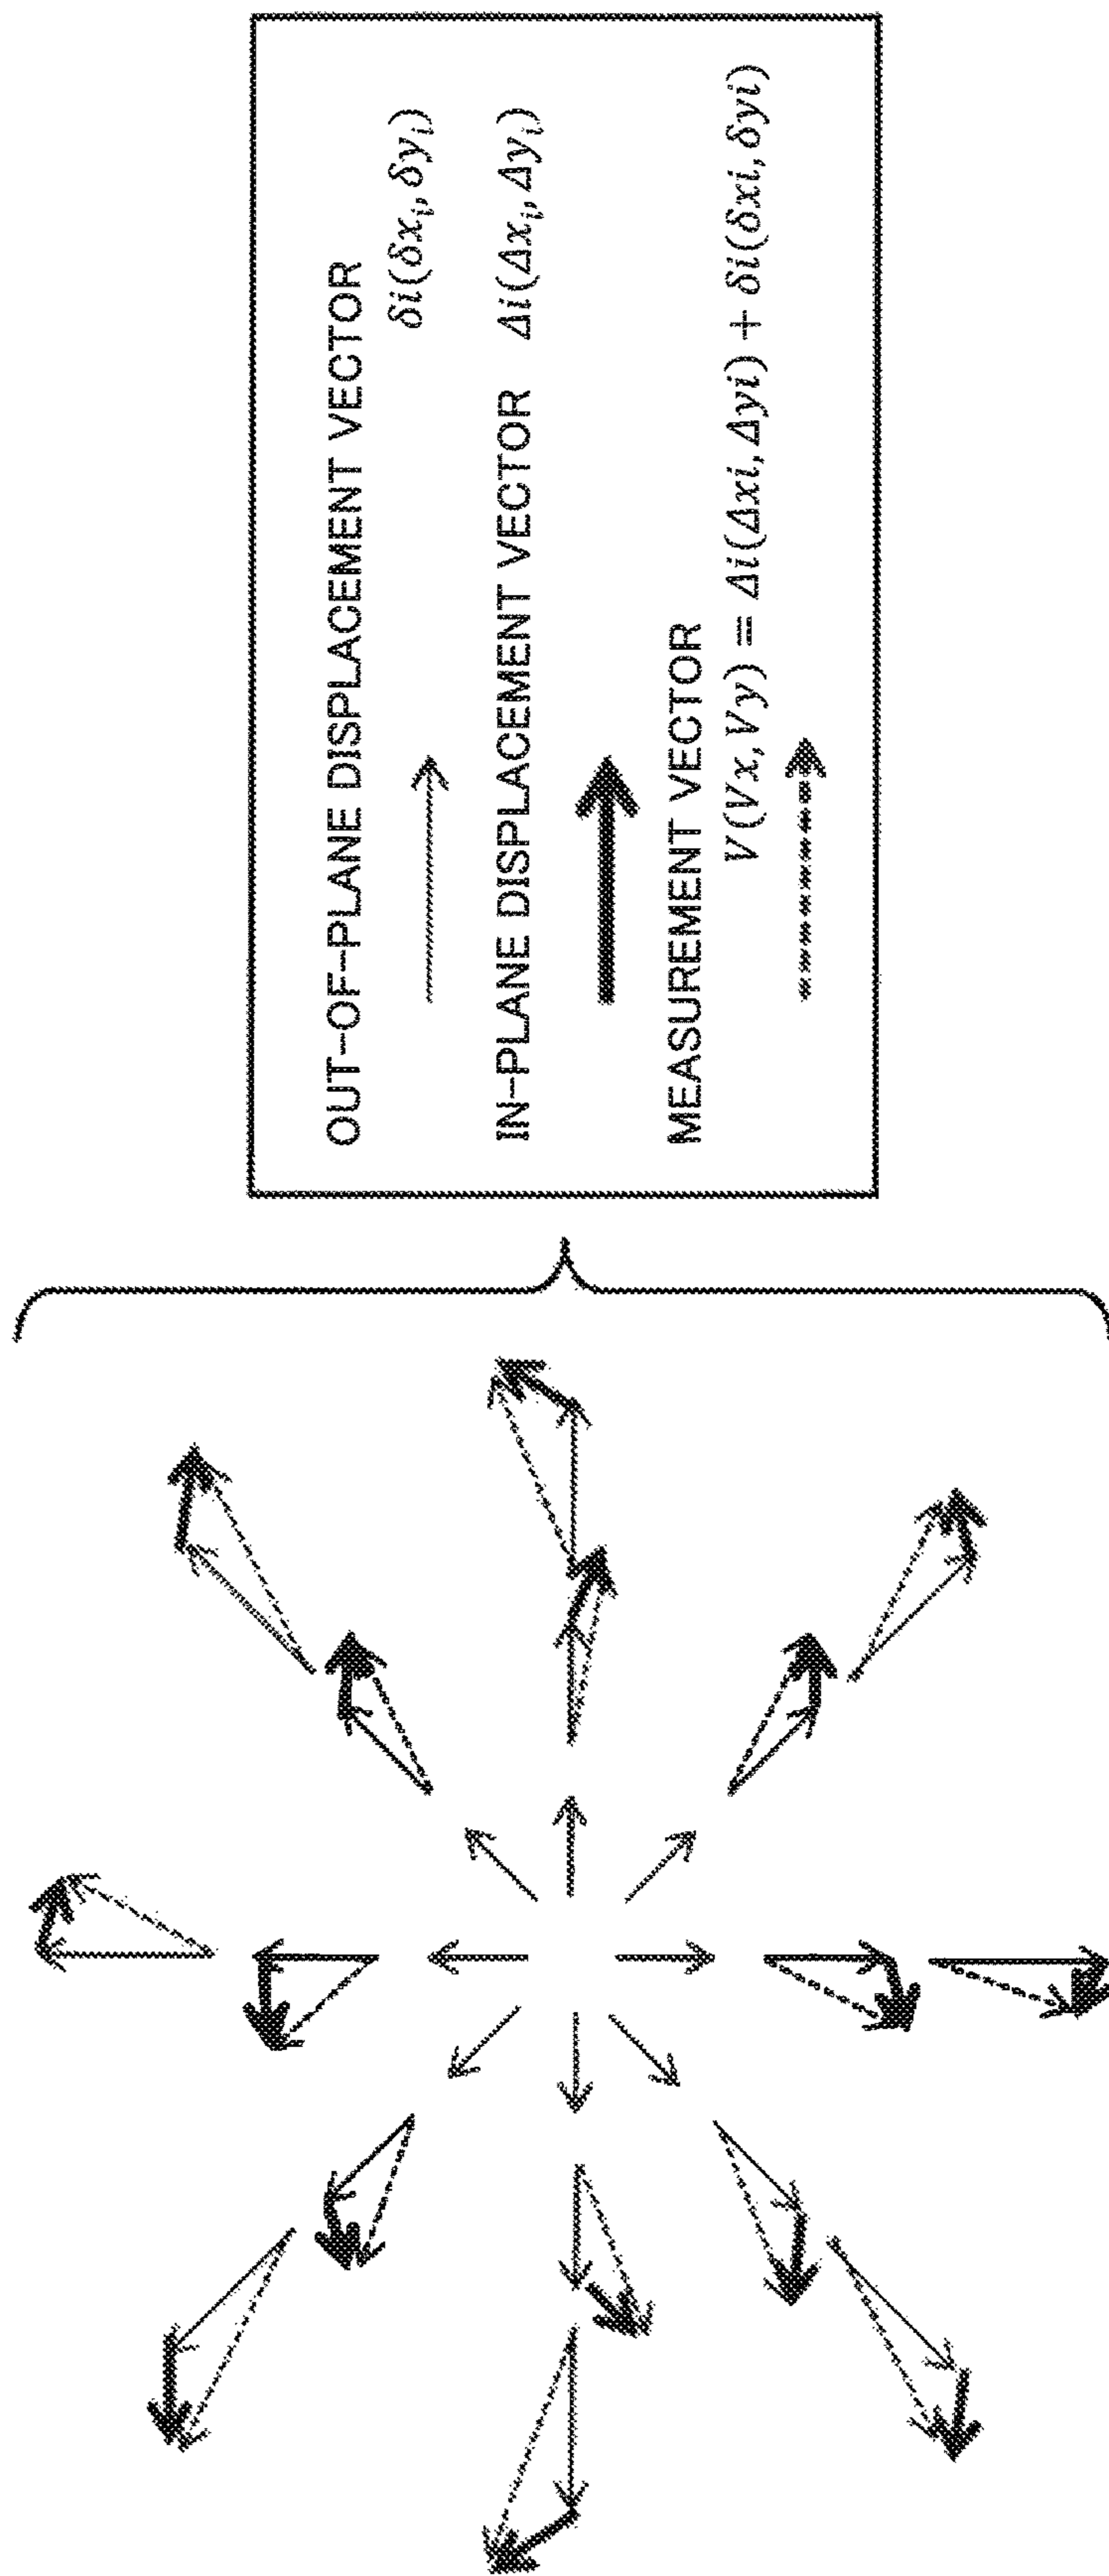 OUT-OF-PLANE DISPLACEMENT VECTOR
δi(δx_i, δy_i)
IN-PLANE DISPLACEMENT VECTOR Δi(Δx_i, Δy_i)
MEASUREMENT VECTOR
V(Vx, Vy) = Δi(Δxi, Δyi) + δi(δxi, δyi)